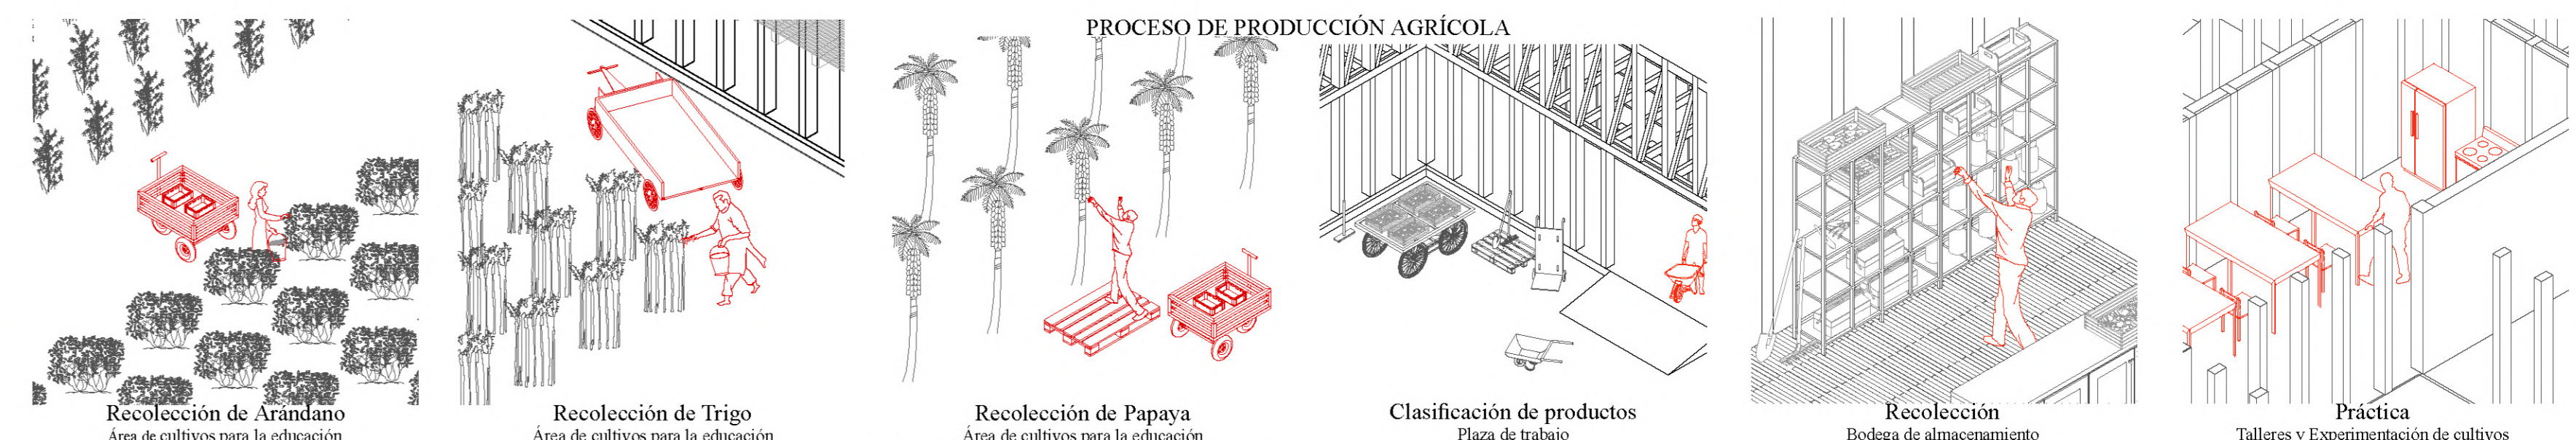 PROCESO DE PRODUCCIÓN AGRÍCOLA
Recolección de Arándano
Área de cultivos para la educación
Recolección de Trigo
Área de cultivos para la educación
Recolección de Papaya
Área de cultivos para la educación
Clasificación de productos
Plaza de trabajo
Recolección
Bodega de almacenamiento
Práctica
Talleres y Experimentación de cultivos